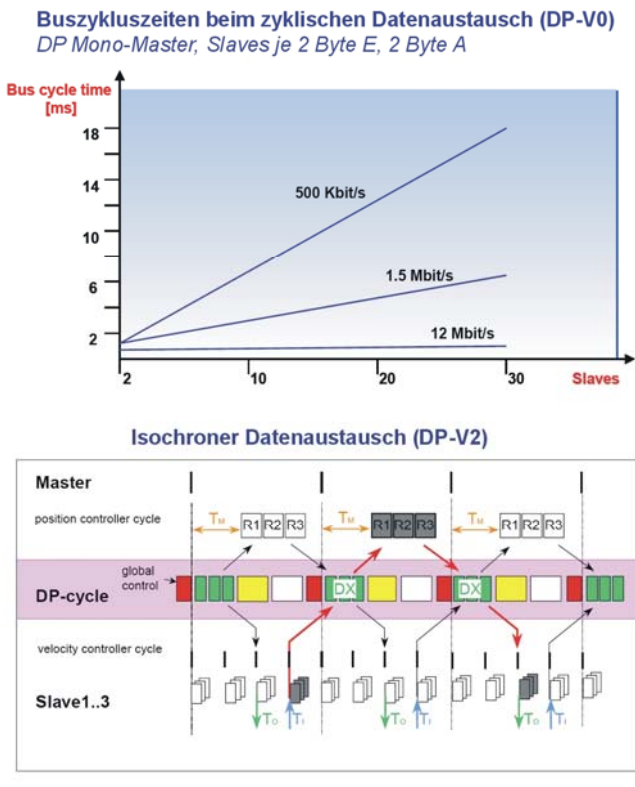 Buszykluszeiten beim zyklischen Datenaustausch (DP-V0)
DP Mono-Master, Slaves je 2 Byte E, 2 Byte A
Bus cycle time
[ms]
18
14
10
6
2
500 Kbit/s
1.5 Mbit/s
12 Mbit/s
2 10 20 30 Slaves
Isochroner Datenaustausch (DP-V2)
Master
position controller cycle
TM R1 R2 R3 TM R1 R2 R3 TM R1 R2 R3
global
control
DP-cycle
DX DX
velocity controller cycle
Slave1..3
TO TI TO TI TO TI